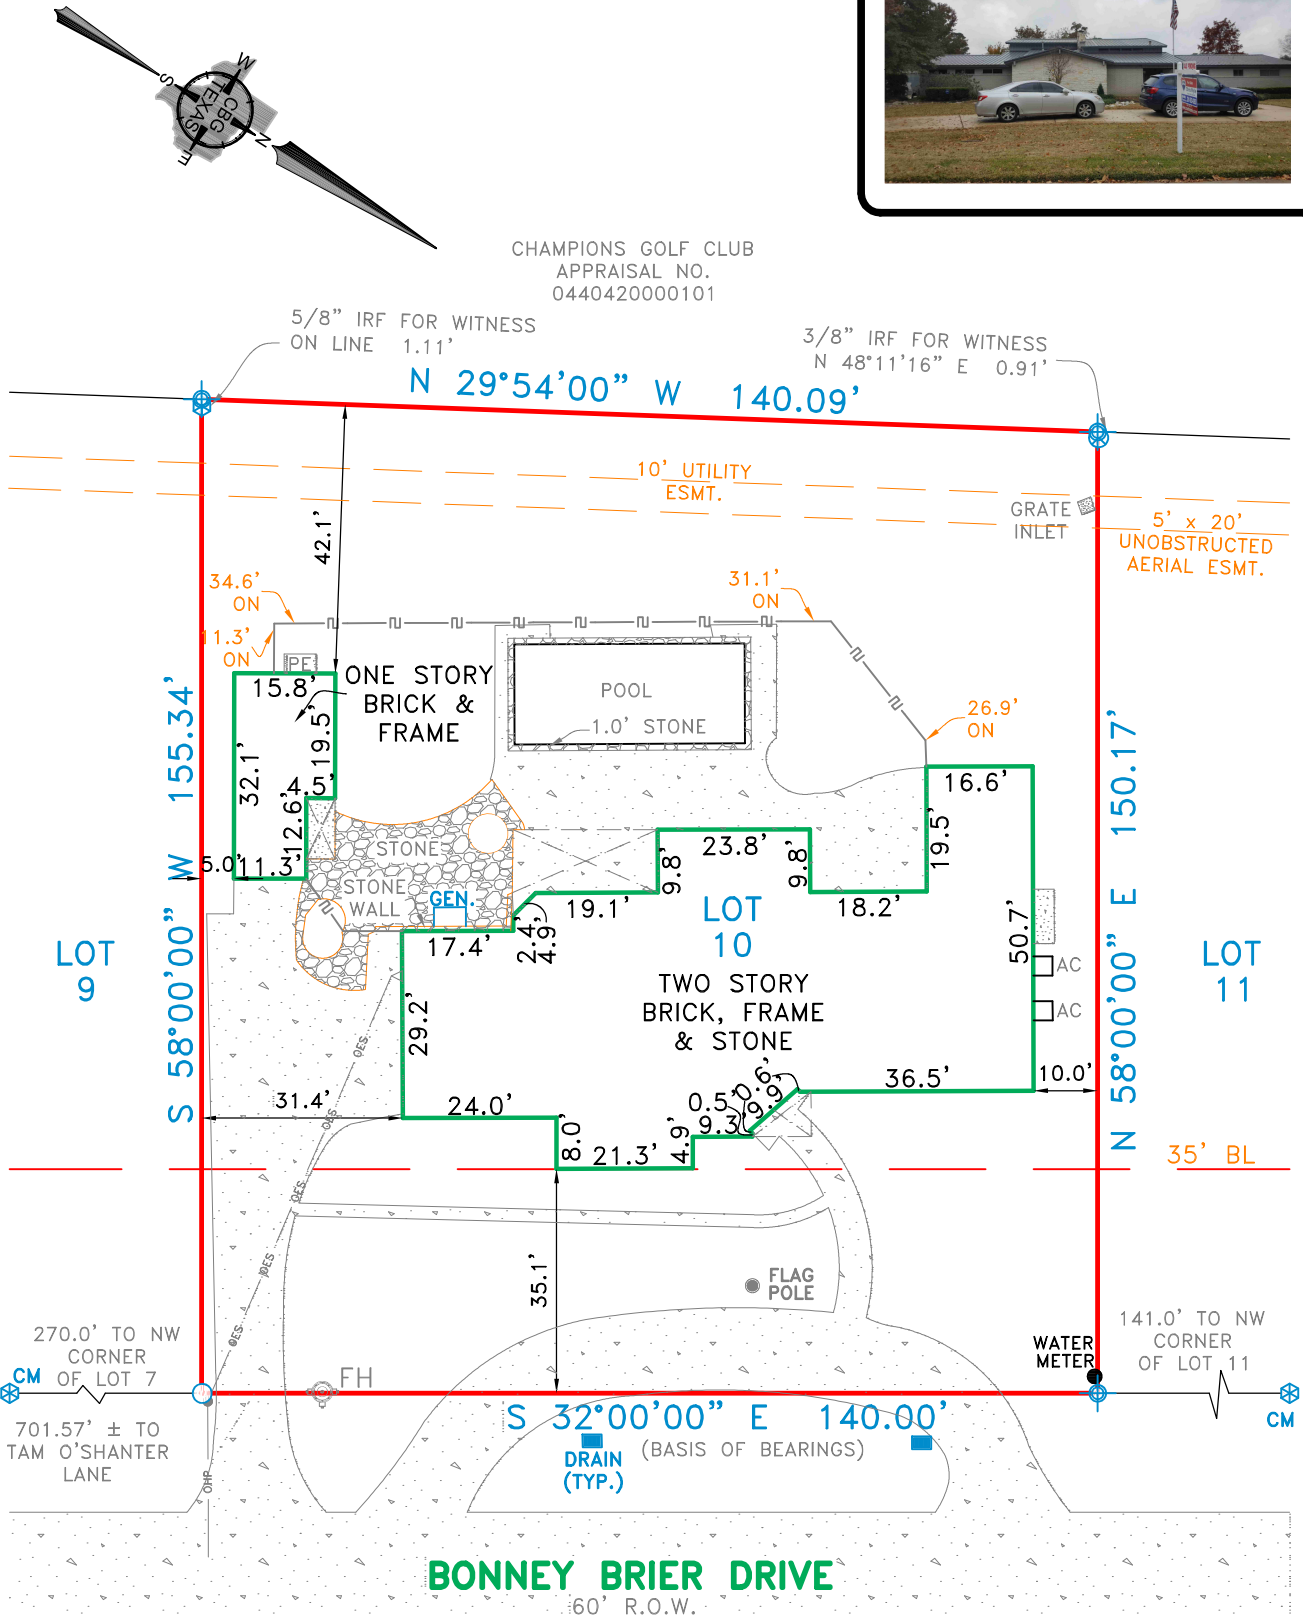 S
W
N
E
CBG
TEXAS
CHAMPIONS GOLF CLUB
APPRAISAL NO.
0440420000101
5/8" IRF FOR WITNESS
ON LINE 1.11'
3/8" IRF FOR WITNESS
N 48°11'16" E 0.91'
N 29°54'00" W 140.09'
10' UTILITY
ESMT.
GRATE
INLET
5' x 20'
UNOBSTRUCTED
AERIAL ESMT.
42.1'
34.6'
ON
11.3'
ON
31.1'
ON
26.9'
ON
PE
15.8'
ONE STORY
BRICK &
FRAME
POOL
1.0' STONE
19.5'
32.1'
4.5'
12.6'
5.0'
11.3'
S 58°00'00" W 155.34'
N 58°00'00" E 150.17'
16.6'
19.5'
23.8'
9.8'
9.8'
18.2'
19.1'
STONE
STONE
WALL
GEN.
17.4'
2.4'
4.9'
LOT
10
50.7'
LOT
9
LOT
11
AC
AC
TWO STORY
BRICK, FRAME
& STONE
29.2'
OES
OES
OES
OES
OES
31.4'
24.0'
8.0'
21.3'
4.9'
9.3'
0.5'
0.6'
9.9'
36.5'
10.0'
35' BL
35.1'
FLAG
POLE
270.0' TO NW
CORNER
OF LOT 7
CM
701.57' ± TO
TAM O'SHANTER
LANE
FH
OHP
WATER
METER
141.0' TO NW
CORNER
OF LOT 11
CM
S 32°00'00" E 140.00'
(BASIS OF BEARINGS)
DRAIN
(TYP.)
BONNEY BRIER DRIVE
60' R.O.W.